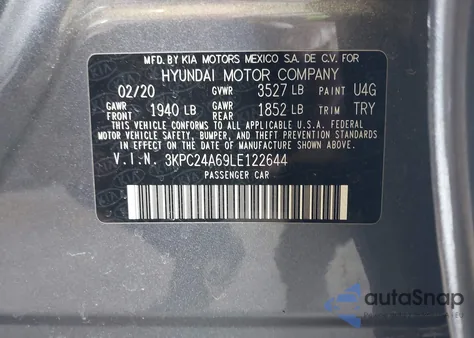 MFD. BY KIA MOTORS MEXICO S.A. DE C.V. FOR
HYUNDAI MOTOR COMPANY
02/20 GVWR 3527 LB PAINT U4G
GAWR FRONT 1940 LB GAWR REAR 1852 LB TRIM TRY
THIS VEHICLE CONFORMS TO ALL APPLICABLE U.S. FEDERAL
MOTOR VEHICLE SAFETY, BUMPER, AND THEFT PREVENTION STANDARDS
IN EFFECT ON THE DATE OF MANUFACTURE SHOWN ABOVE.
V.I.N. 3KPC24A69LE122644
PASSENGER CAR
autoSnap